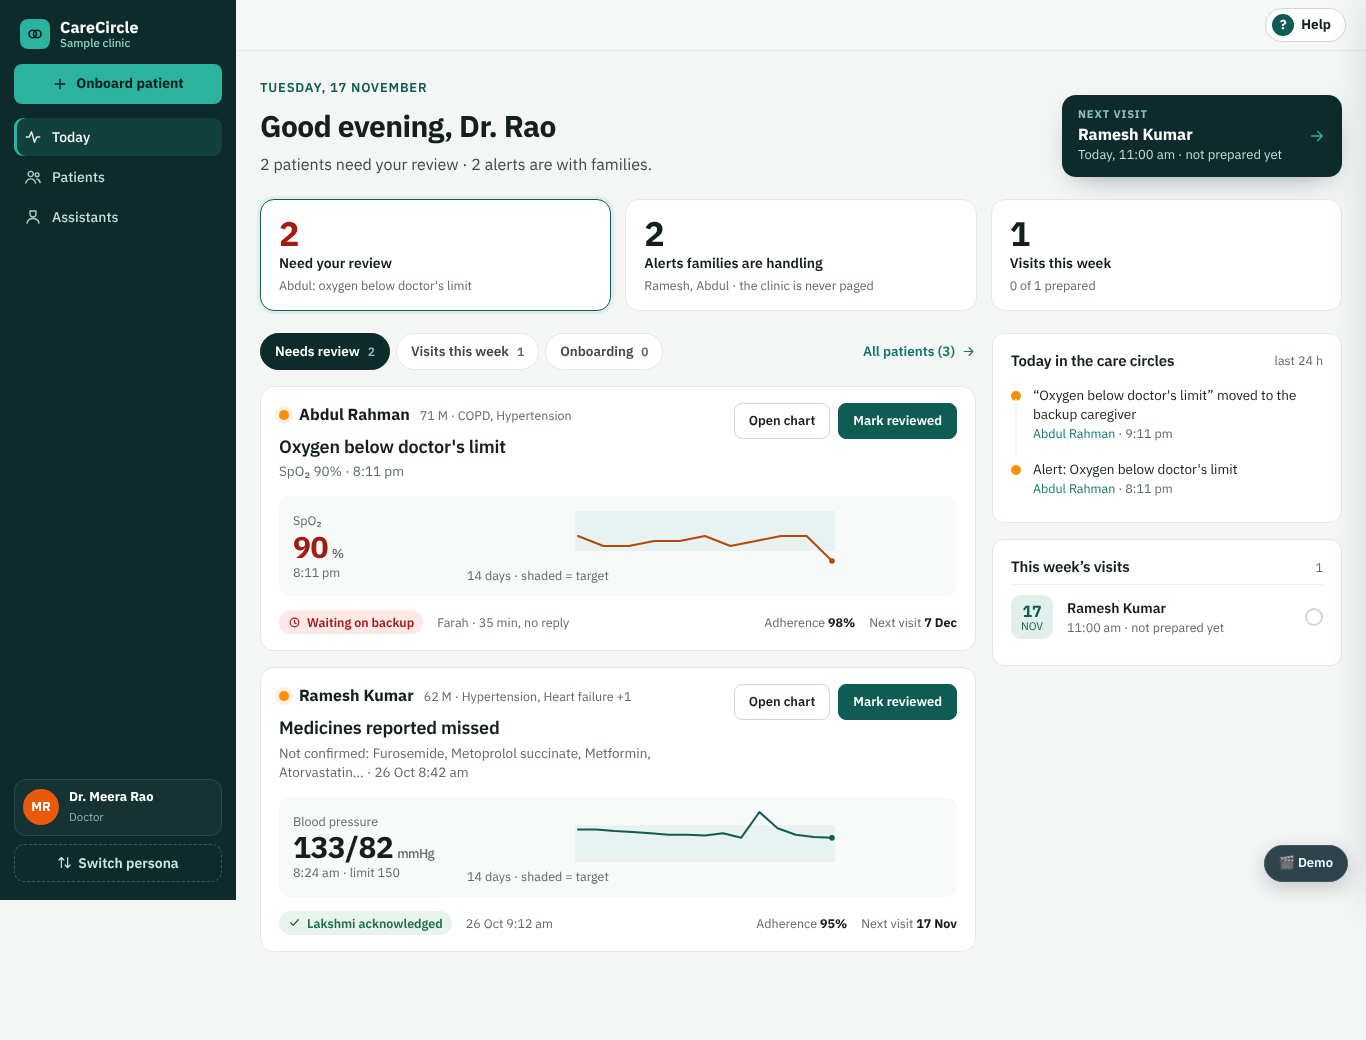 CareCircle
Sample clinic
+ Onboard patient
Today
Patients
Assistants
Dr. Meera Rao
MR
Doctor
Switch persona
? Help
TUESDAY, 17 NOVEMBER
Good evening, Dr. Rao
2 patients need your review · 2 alerts are with families.
NEXT VISIT
Ramesh Kumar
Today, 11:00 am · not prepared yet
2
Need your review
Abdul: oxygen below doctor's limit
2
Alerts families are handling
Ramesh, Abdul · the clinic is never paged
1
Visits this week
0 of 1 prepared
Needs review 2
Visits this week 1
Onboarding 0
All patients (3) →
Abdul Rahman 71 M · COPD, Hypertension
Open chart
Mark reviewed
Oxygen below doctor's limit
SpO₂ 90% · 8:11 pm
SpO₂
90 %
8:11 pm
14 days · shaded = target
Waiting on backup
Farah · 35 min, no reply
Adherence 98%
Next visit 7 Dec
Ramesh Kumar 62 M · Hypertension, Heart failure +1
Open chart
Mark reviewed
Medicines reported missed
Not confirmed: Furosemide, Metoprolol succinate, Metformin,
Atorvastatin... · 26 Oct 8:42 am
Blood pressure
133/82 mmHg
8:24 am · limit 150
14 days · shaded = target
Lakshmi acknowledged
26 Oct 9:12 am
Adherence 95%
Next visit 17 Nov
Today in the care circles
last 24 h
“Oxygen below doctor's limit” moved to the
backup caregiver
Abdul Rahman · 9:11 pm
Alert: Oxygen below doctor's limit
Abdul Rahman · 8:11 pm
This week’s visits
1
17
NOV
Ramesh Kumar
11:00 am · not prepared yet
🎬 Demo